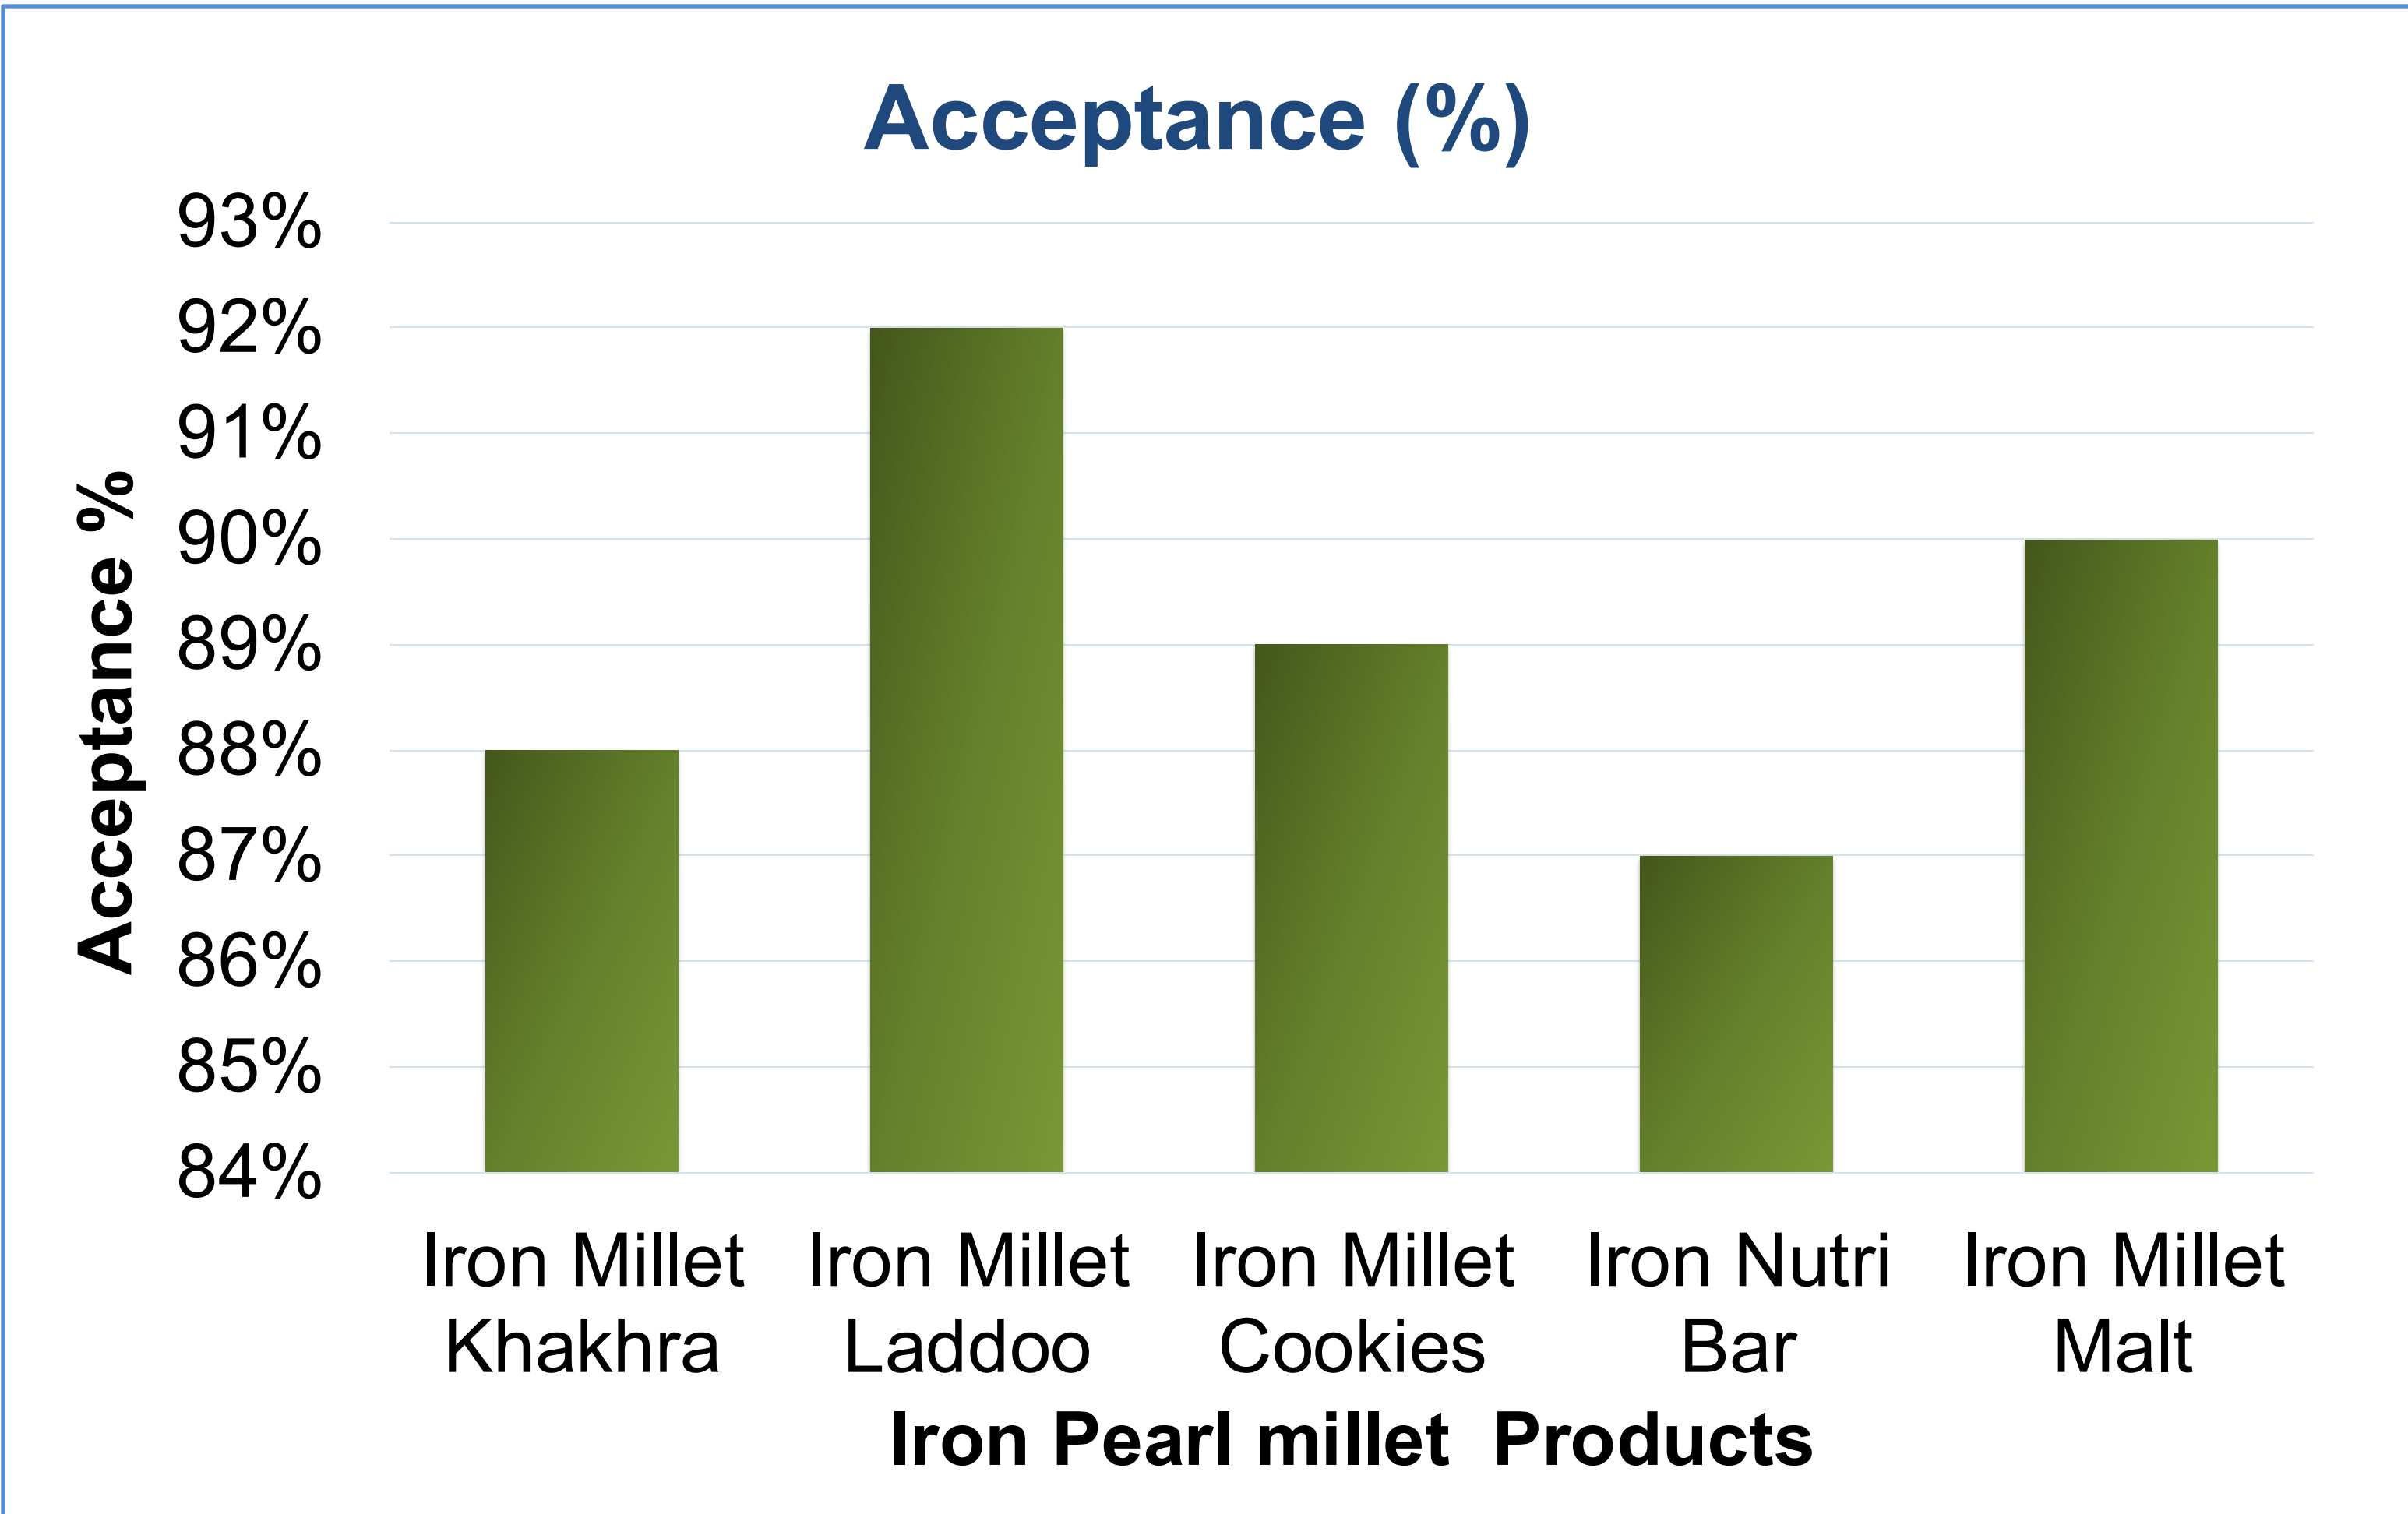 Acceptance (%)
93%
92%
91%
90%
89%
88%
87%
86%
85%
84%
Acceptance %
Iron Millet Khakhra
Iron Millet Laddoo
Iron Millet Cookies
Iron Nutri Bar
Iron Millet Malt
Iron Pearl millet  Products